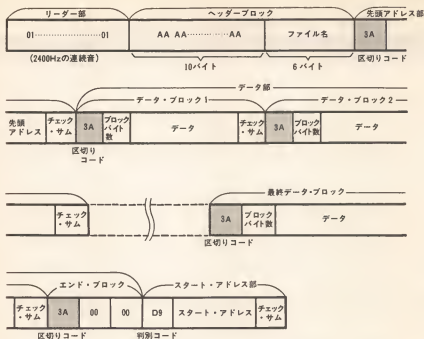 リーダー部 ヘッダーブロック 先頭アドレス部
01‥‥‥‥‥‥‥01 AA AA‥‥‥‥‥AA ファイル名 3A
(2400Hzの連続音) 10バイト 6バイト 区切りコード
データ部
データ・ブロック1 データ・ブロック2
先頭アドレス チェック・サム 3A ブロックバイト数 データ チェック・サム 3A ブロックバイト数 データ
区切りコード
最終データ・ブロック
チェック・サム 3A ブロックバイト数 データ
区切りコード
エンド・ブロック スタート・アドレス部
チェック・サム 3A 00 00 D9 スタート・アドレス チェック・サム
区切りコード 判別コード